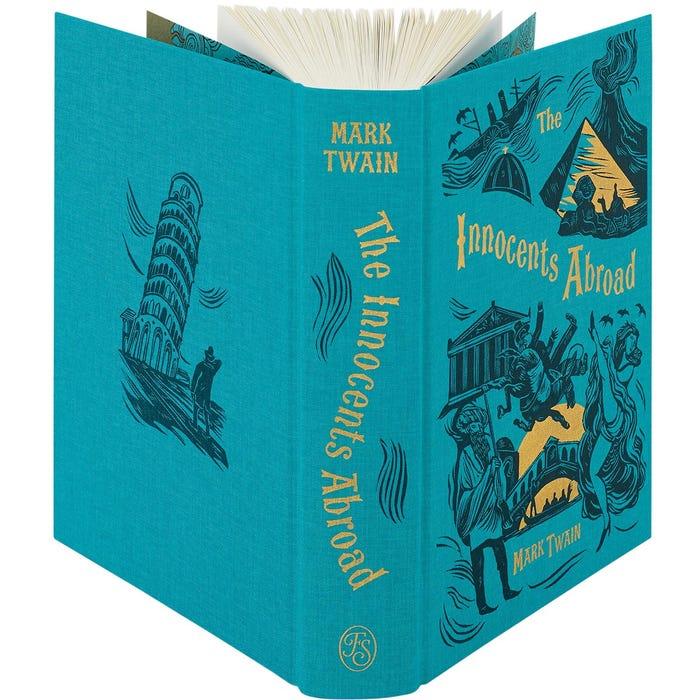 MARK
TWAIN
The Innocents Abroad
FS
The
Innocents Abroad
MARK TWAIN